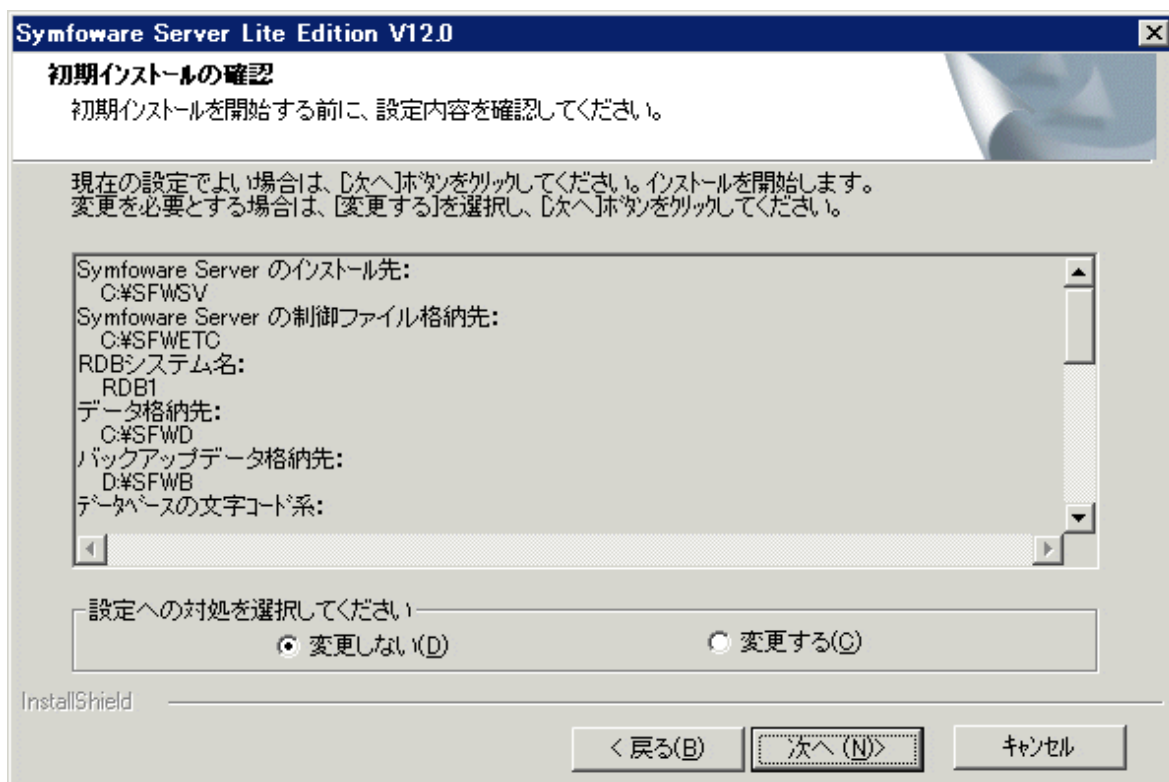 Symfoware Server Lite Edition V12.0
初期インストールの確認
初期インストールを開始する前に、設定内容を確認してください。
現在の設定でよい場合は、[次へ]ボタンをクリックしてください。インストールを開始します。
変更を必要とする場合は、[変更する]を選択し、[次へ]ボタンをクリックしてください。
Symfoware Server のインストール先:
C:¥SFWSV
Symfoware Server の制御ファイル格納先:
C:¥SFWETC
RDBシステム名:
RDB1
データ格納先:
C:¥SFWD
バックアップデータ格納先:
D:¥SFWB
データベースの文字コード系:
設定への対処を選択してください
変更しない(D) 変更する(C)
InstallShield
< 戻る(B) 次へ (N)> キャンセル